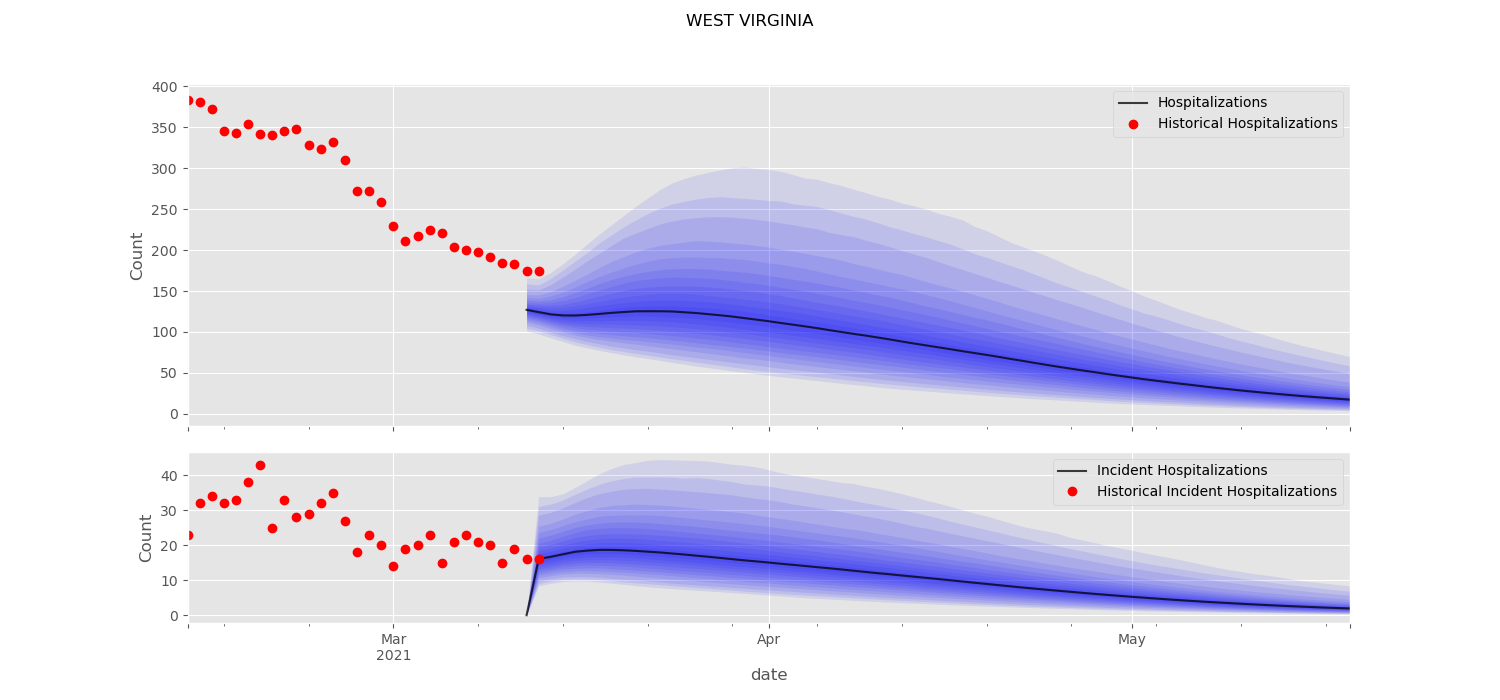 WEST VIRGINIA
400
350
300
250
200
150
100
50
0
Count
Hospitalizations
Historical Hospitalizations
40
30
20
10
0
Count
Incident Hospitalizations
Historical Incident Hospitalizations
Mar
2021
Apr
May
date